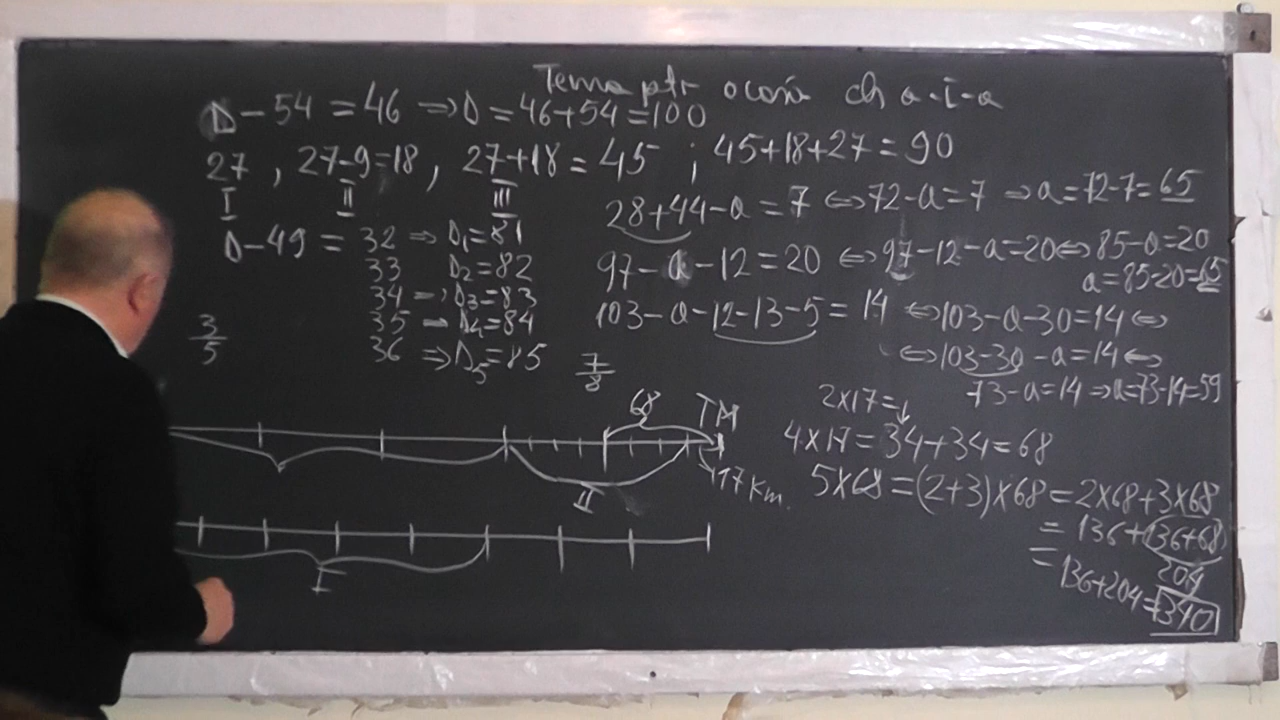 Tema ptr o oară cls a-I-a
D - 54 = 46 ⇒ D = 46+54 = 100
27 , 27-9=18 , 27+18 = 45 ; 45+18+27 = 90
I II III
28+44-a = 7 ⇔ 72-a=7 ⇒ a=72-7=65
D-49 = 32 ⇒ D₁=81
33 D₂=82
34 ⇒ D₃=83
35 - D₄=84
36 ⇒ D₅=85
97-a-12=20 ⇔ 97-12-a=20 ⇔ 85-a=20
a=85-20=65
103-a-12-13-5=14 ⇔ 103-a-30=14 ⇔
⇔ 103-30-a=14 ⇔
73-a=14 ⇒ a=73-14=59
3/5
7/8
68 TM
II 17 Km.
I
2x17=
4x17=34+34=68
5x68=(2+3)x68=2x68+3x68
=136+(136+68)
204
=136+204=340